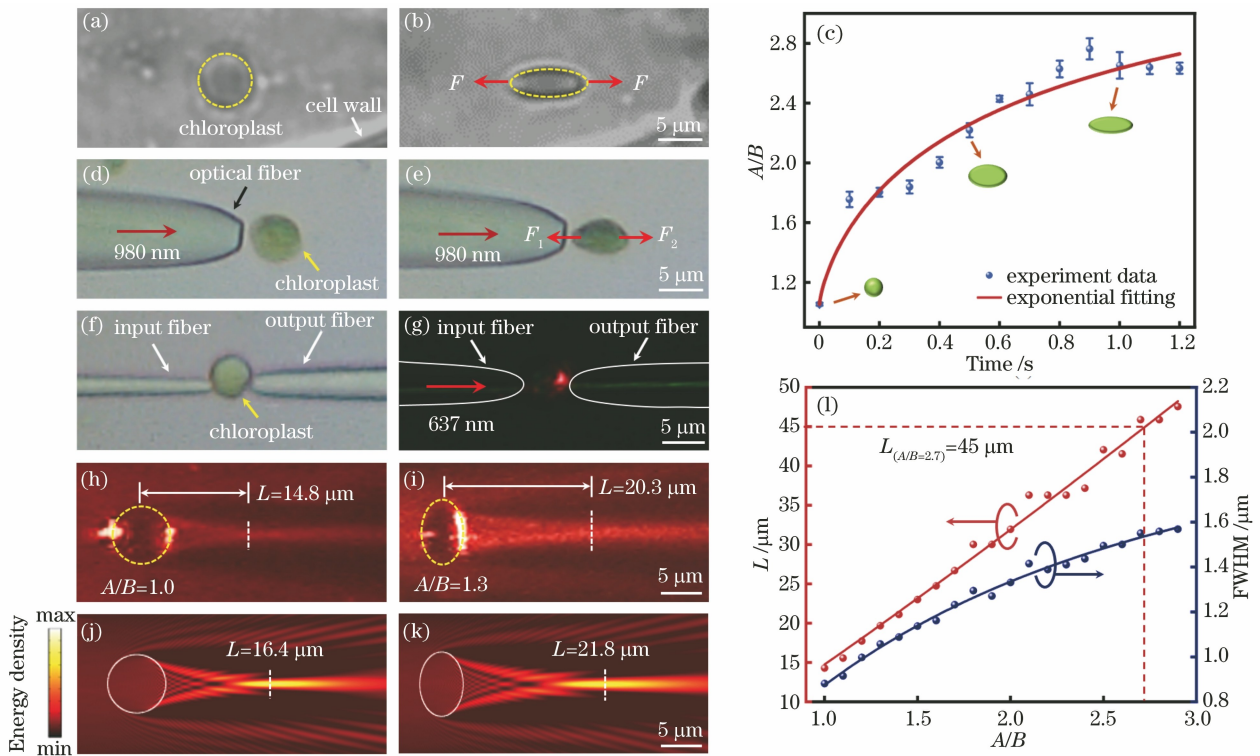 (a)
chloroplast
cell wall
(b)
F
F
5 μm
(c)
A/B
2.8
2.4
2.0
1.6
1.2
experiment data
exponential fitting
0
0.2
0.4
0.6
0.8
1.0
1.2
Time /s
(d)
optical fiber
980 nm
chloroplast
(e)
980 nm
F1
F2
5 μm
(f)
input fiber
output fiber
chloroplast
(g)
input fiber
output fiber
637 nm
5 μm
(h)
L=14.8 μm
A/B=1.0
(i)
L=20.3 μm
A/B=1.3
5 μm
Energy density
max
min
(j)
L=16.4 μm
(k)
L=21.8 μm
5 μm
(l)
L(A/B=2.7)=45 μm
L /μm
50
45
40
35
30
25
20
15
10
FWHM /μm
2.2
2.0
1.8
1.6
1.4
1.2
1.0
0.8
1.0
1.5
2.0
2.5
3.0
A/B